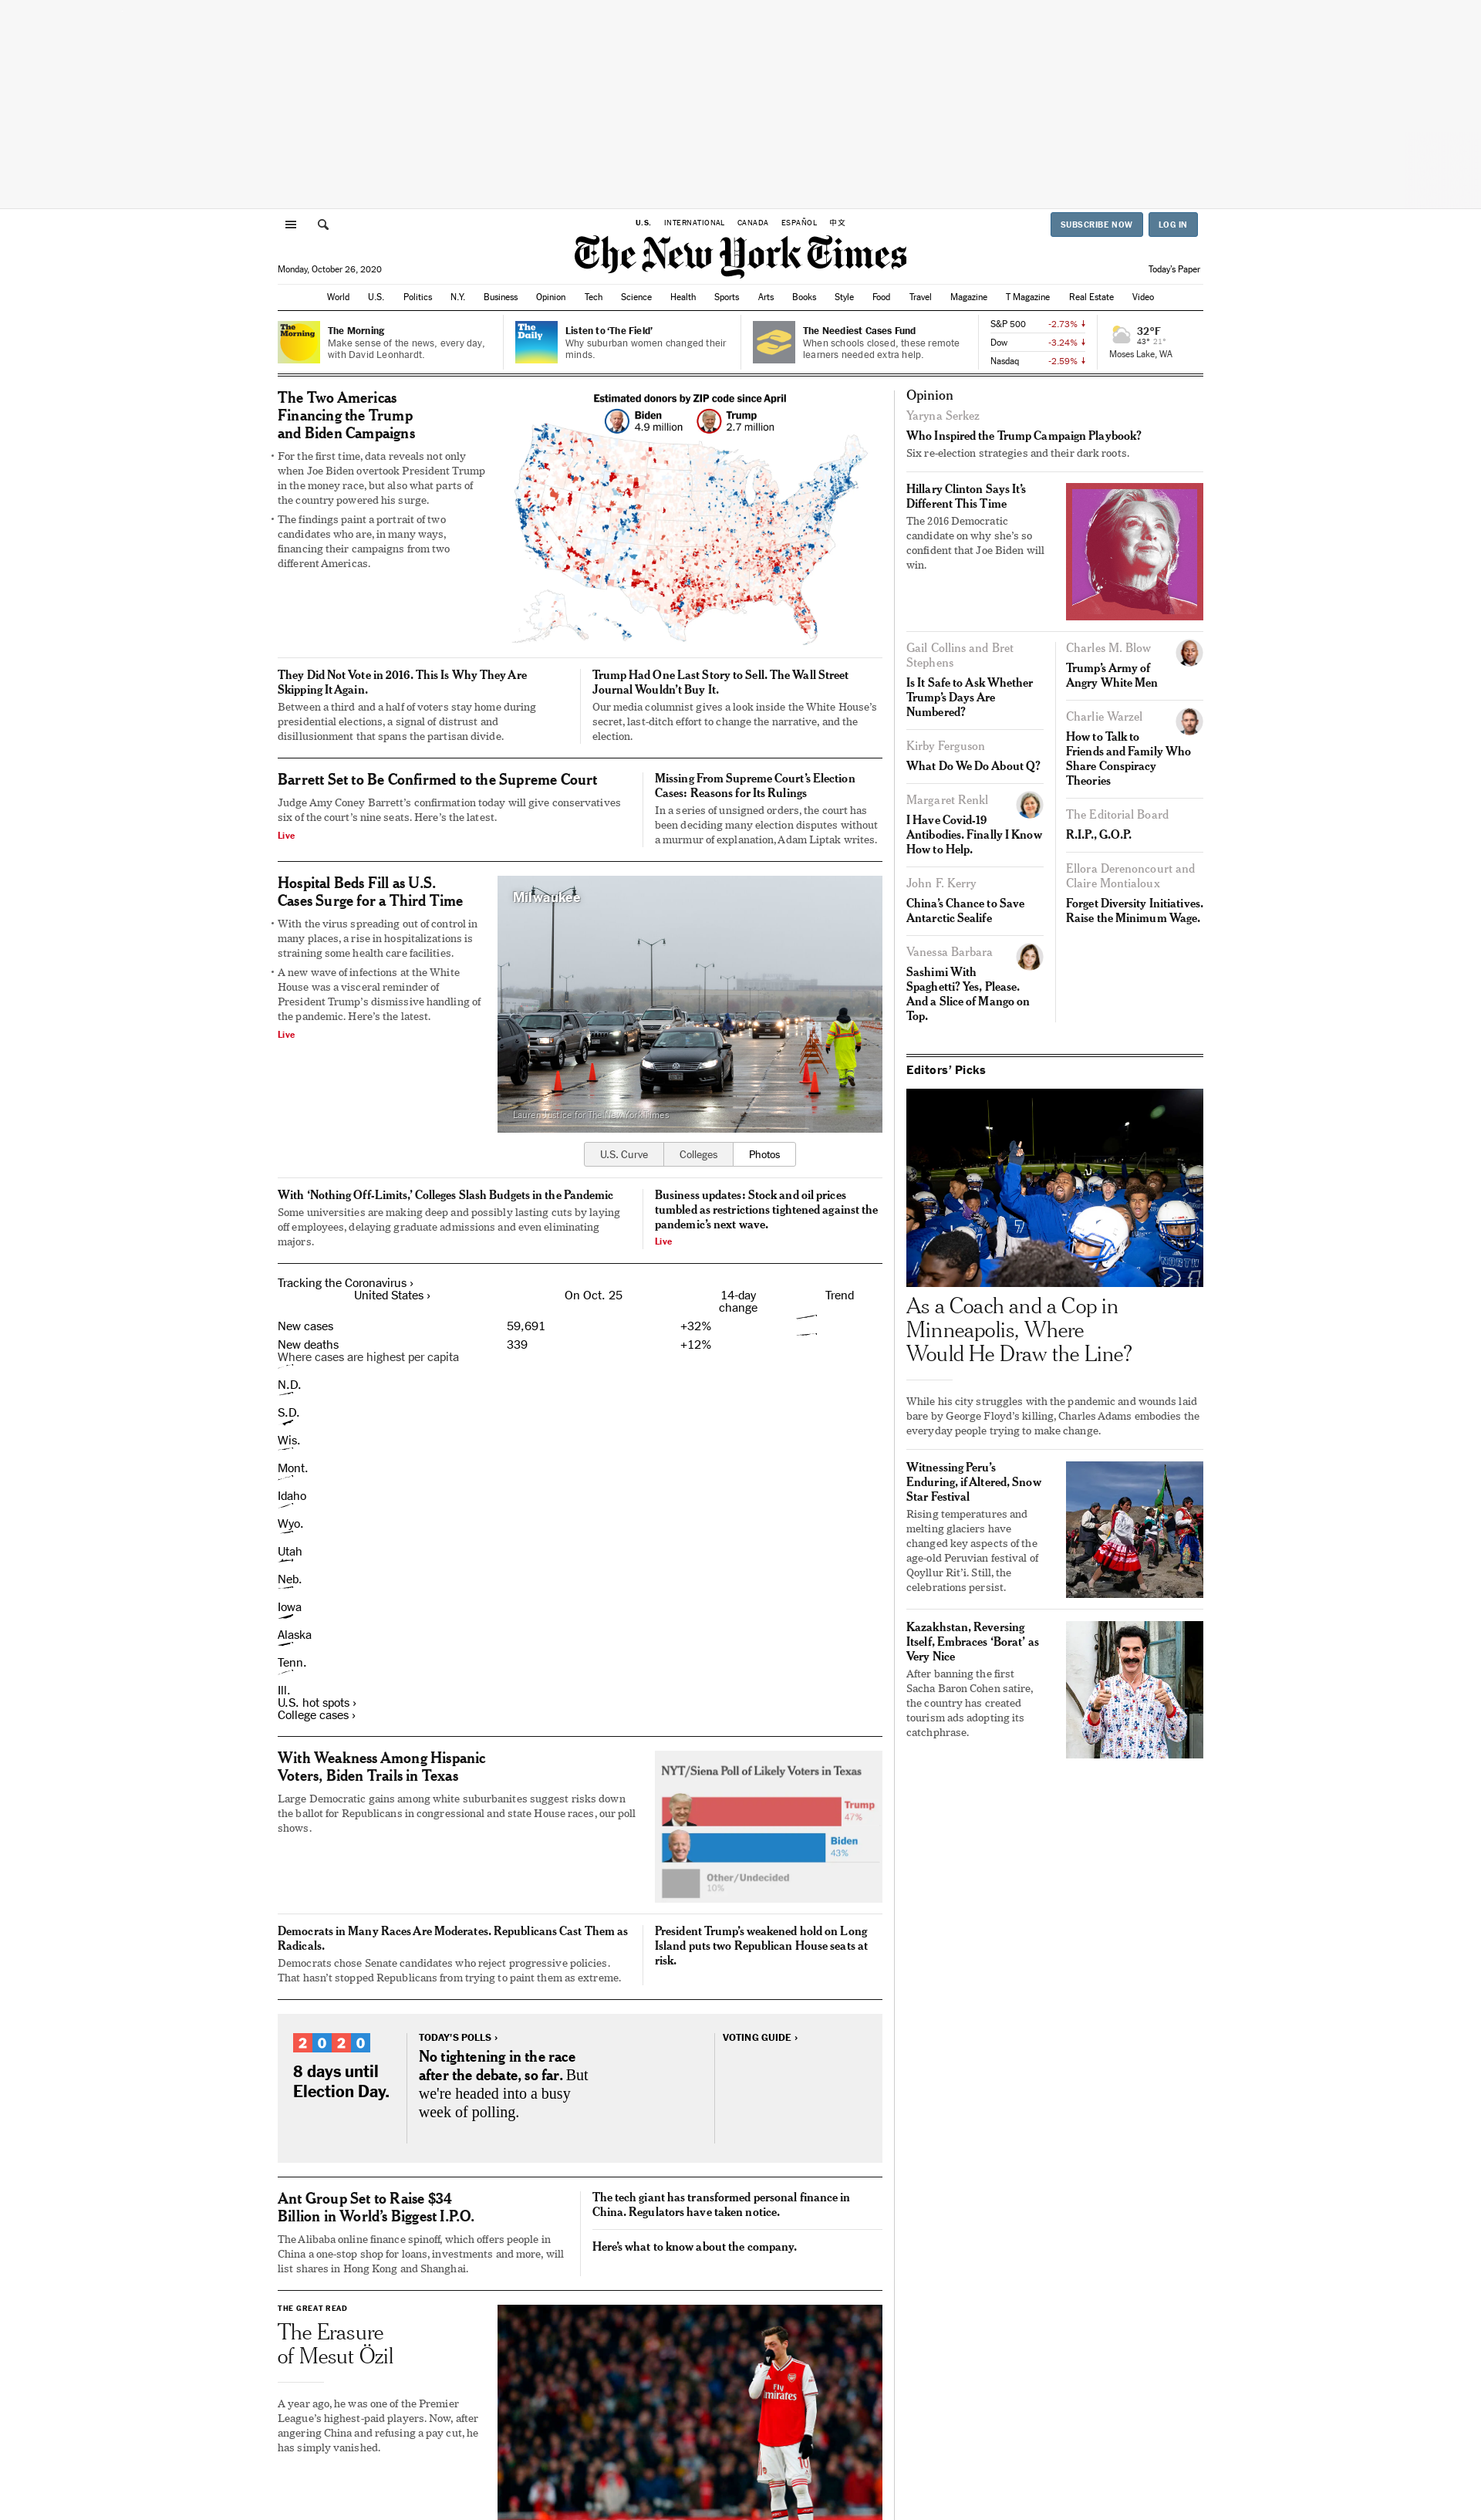 U.S. INTERNATIONAL CANADA ESPAÑOL 中文
SUBSCRIBE NOW LOG IN
The New York Times
Monday, October 26, 2020
Today's Paper
World U.S. Politics N.Y. Business Opinion Tech Science Health Sports Arts Books Style Food Travel Magazine T Magazine Real Estate Video
The Morning
The Morning
Make sense of the news, every day,
with David Leonhardt.
The Daily
Listen to ‘The Field’
Why suburban women changed their
minds.
The Neediest Cases Fund
When schools closed, these remote
learners needed extra help.
S&P 500 -2.73% ↓
Dow -3.24% ↓
Nasdaq -2.59% ↓
32°F
43° 21°
Moses Lake, WA
The Two Americas
Financing the Trump
and Biden Campaigns
• For the first time, data reveals not only
when Joe Biden overtook President Trump
in the money race, but also what parts of
the country powered his surge.
• The findings paint a portrait of two
candidates who are, in many ways,
financing their campaigns from two
different Americas.
Estimated donors by ZIP code since April
Biden
4.9 million
Trump
2.7 million
They Did Not Vote in 2016. This Is Why They Are
Skipping It Again.
Between a third and a half of voters stay home during
presidential elections, a signal of distrust and
disillusionment that spans the partisan divide.
Trump Had One Last Story to Sell. The Wall Street
Journal Wouldn’t Buy It.
Our media columnist gives a look inside the White House’s
secret, last-ditch effort to change the narrative, and the
election.
Barrett Set to Be Confirmed to the Supreme Court
Judge Amy Coney Barrett’s confirmation today will give conservatives
six of the court’s nine seats. Here’s the latest.
Live
Missing From Supreme Court’s Election
Cases: Reasons for Its Rulings
In a series of unsigned orders, the court has
been deciding many election disputes without
a murmur of explanation, Adam Liptak writes.
Hospital Beds Fill as U.S.
Cases Surge for a Third Time
• With the virus spreading out of control in
many places, a rise in hospitalizations is
straining some health care facilities.
• A new wave of infections at the White
House was a visceral reminder of
President Trump’s dismissive handling of
the pandemic. Here’s the latest.
Live
Milwaukee
Lauren Justice for The New York Times
U.S. Curve Colleges Photos
With ‘Nothing Off-Limits,’ Colleges Slash Budgets in the Pandemic
Some universities are making deep and possibly lasting cuts by laying
off employees, delaying graduate admissions and even eliminating
majors.
Business updates: Stock and oil prices
tumbled as restrictions tightened against the
pandemic’s next wave.
Live
Tracking the Coronavirus ›
United States › On Oct. 25 14-day Trend
change
New cases 59,691 +32%
New deaths 339 +12%
Where cases are highest per capita
N.D.
S.D.
Wis.
Mont.
Idaho
Wyo.
Utah
Neb.
Iowa
Alaska
Tenn.
Ill.
U.S. hot spots ›
College cases ›
With Weakness Among Hispanic
Voters, Biden Trails in Texas
Large Democratic gains among white suburbanites suggest risks down
the ballot for Republicans in congressional and state House races, our poll
shows.
NYT/Siena Poll of Likely Voters in Texas
Trump
47%
Biden
43%
Other/Undecided
10%
Democrats in Many Races Are Moderates. Republicans Cast Them as
Radicals.
Democrats chose Senate candidates who reject progressive policies.
That hasn’t stopped Republicans from trying to paint them as extreme.
President Trump’s weakened hold on Long
Island puts two Republican House seats at
risk.
2020
8 days until
Election Day.
TODAY’S POLLS ›
No tightening in the race
after the debate, so far. But
we're headed into a busy
week of polling.
VOTING GUIDE ›
Ant Group Set to Raise $34
Billion in World’s Biggest I.P.O.
The Alibaba online finance spinoff, which offers people in
China a one-stop shop for loans, investments and more, will
list shares in Hong Kong and Shanghai.
The tech giant has transformed personal finance in
China. Regulators have taken notice.
Here’s what to know about the company.
THE GREAT READ
The Erasure
of Mesut Özil
A year ago, he was one of the Premier
League’s highest-paid players. Now, after
angering China and refusing a pay cut, he
has simply vanished.
Fly
Emirates
10
Opinion
Yaryna Serkez
Who Inspired the Trump Campaign Playbook?
Six re-election strategies and their dark roots.
Hillary Clinton Says It’s
Different This Time
The 2016 Democratic
candidate on why she’s so
confident that Joe Biden will
win.
Gail Collins and Bret
Stephens
Is It Safe to Ask Whether
Trump’s Days Are
Numbered?
Kirby Ferguson
What Do We Do About Q?
Margaret Renkl
I Have Covid-19
Antibodies. Finally I Know
How to Help.
John F. Kerry
China’s Chance to Save
Antarctic Sealife
Vanessa Barbara
Sashimi With
Spaghetti? Yes, Please.
And a Slice of Mango on
Top.
Charles M. Blow
Trump’s Army of
Angry White Men
Charlie Warzel
How to Talk to
Friends and Family Who
Share Conspiracy
Theories
The Editorial Board
R.I.P., G.O.P.
Ellora Derenoncourt and
Claire Montialoux
Forget Diversity Initiatives.
Raise the Minimum Wage.
Editors’ Picks
7
NORTH
21
As a Coach and a Cop in
Minneapolis, Where
Would He Draw the Line?
While his city struggles with the pandemic and wounds laid
bare by George Floyd’s killing, Charles Adams embodies the
everyday people trying to make change.
Witnessing Peru’s
Enduring, if Altered, Snow
Star Festival
Rising temperatures and
melting glaciers have
changed key aspects of the
age-old Peruvian festival of
Qoyllur Rit’i. Still, the
celebrations persist.
Kazakhstan, Reversing
Itself, Embraces ‘Borat’ as
Very Nice
After banning the first
Sacha Baron Cohen satire,
the country has created
tourism ads adopting its
catchphrase.